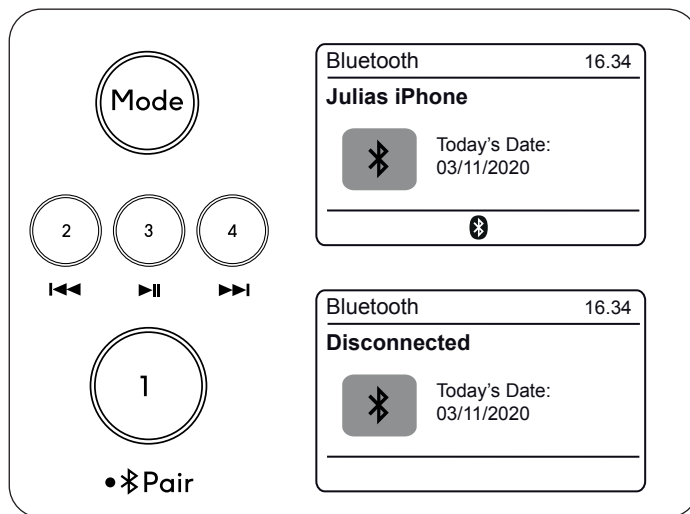 Mode
2 3 4
1
Pair
Bluetooth 16.34
Julias iPhone
Today's Date:
03/11/2020
Bluetooth 16.34
Disconnected
Today's Date:
03/11/2020